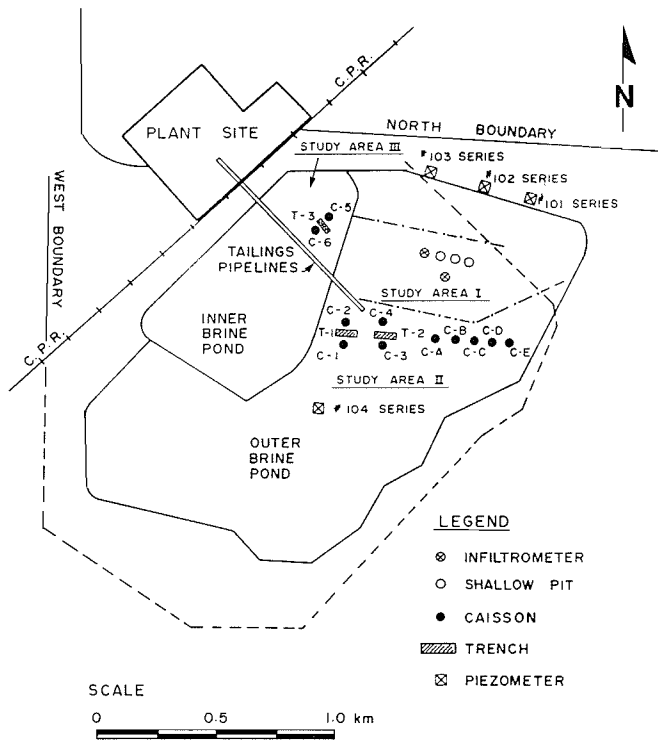 C.P.R.
N
PLANT SITE
NORTH BOUNDARY
STUDY AREA III
#103 SERIES
#102 SERIES
#101 SERIES
WEST BOUNDARY
C-5
T-3
C-6
TAILINGS
PIPELINES
STUDY AREA I
INNER
BRINE
POND
C-2
C-4
T-1
T-2
C-1
C-3
C-A
C-B
C-C
C-D
C-E
STUDY AREA II
C.P.R.
#104 SERIES
OUTER
BRINE
POND
LEGEND
INFILTROMETER
SHALLOW PIT
CAISSON
TRENCH
PIEZOMETER
SCALE
0 0.5 1.0 km